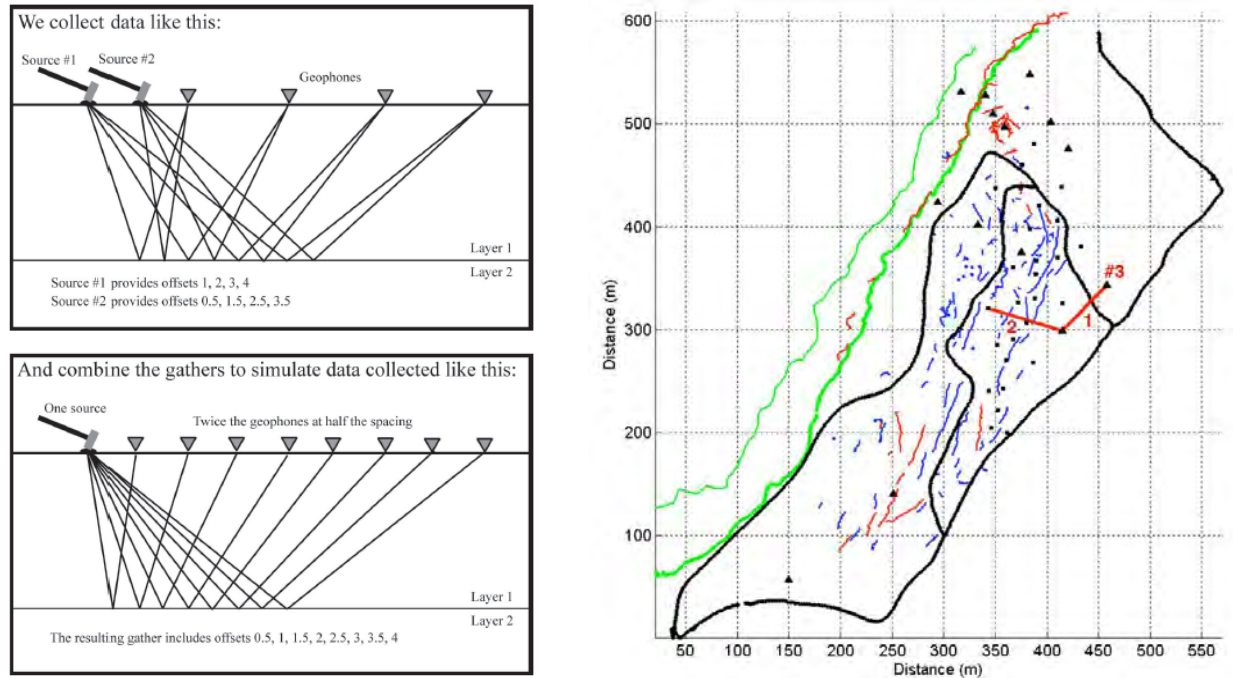 We collect data like this:
Source #1
Source #2
Geophones
Layer 1
Layer 2
Source #1 provides offsets 1, 2, 3, 4
Source #2 provides offsets 0.5, 1.5, 2.5, 3.5
And combine the gathers to simulate data collected like this:
One source
Twice the geophones at half the spacing
Layer 1
Layer 2
The resulting gather includes offsets 0.5, 1, 1.5, 2, 2.5, 3, 3.5, 4
600
500
400
300
200
100
Distance (m)
#3
2
1
50 100 150 200 250 300 350 400 450 500 550
Distance (m)